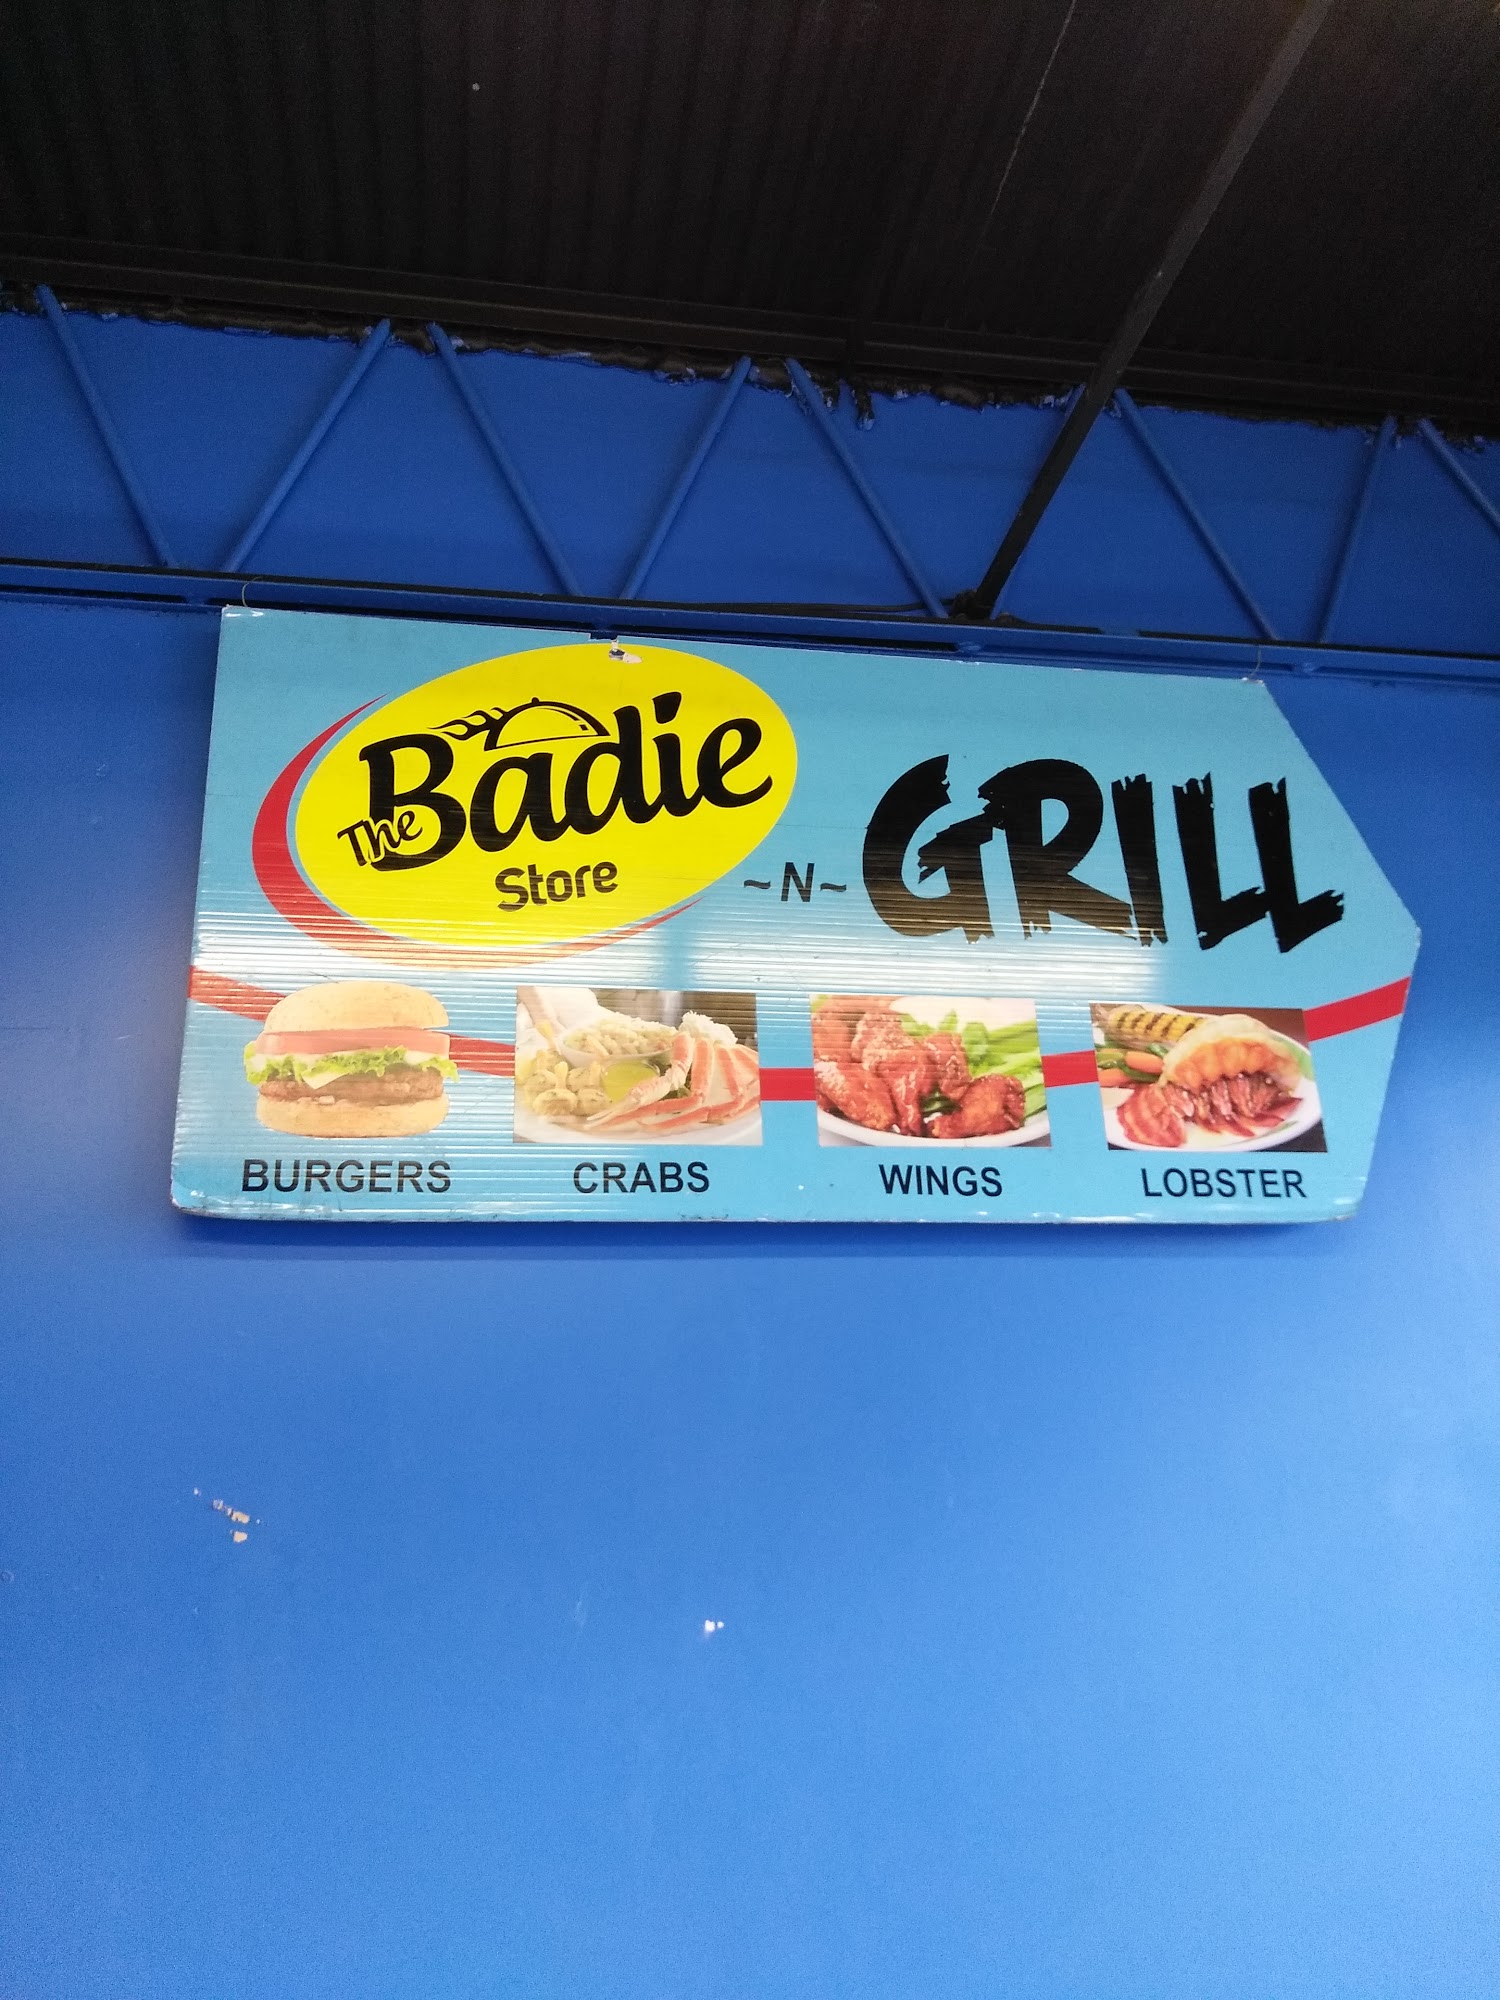 The Badie
Store
~N~ GRILL
BURGERS CRABS WINGS LOBSTER